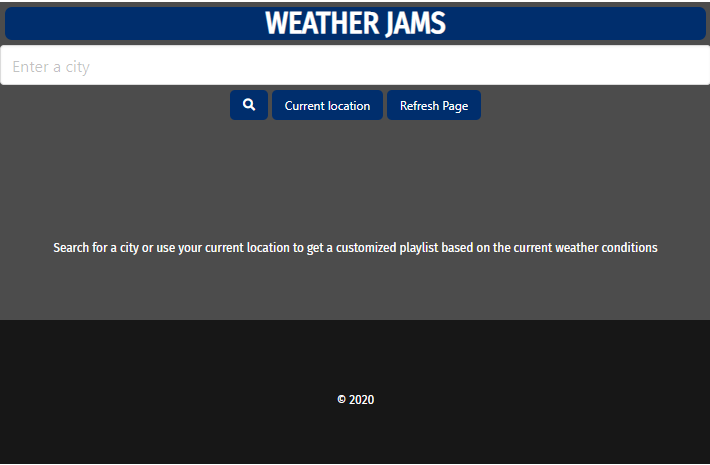 WEATHER JAMS
Enter a city
Current location Refresh Page
Search for a city or use your current location to get a customized playlist based on the current weather conditions
© 2020